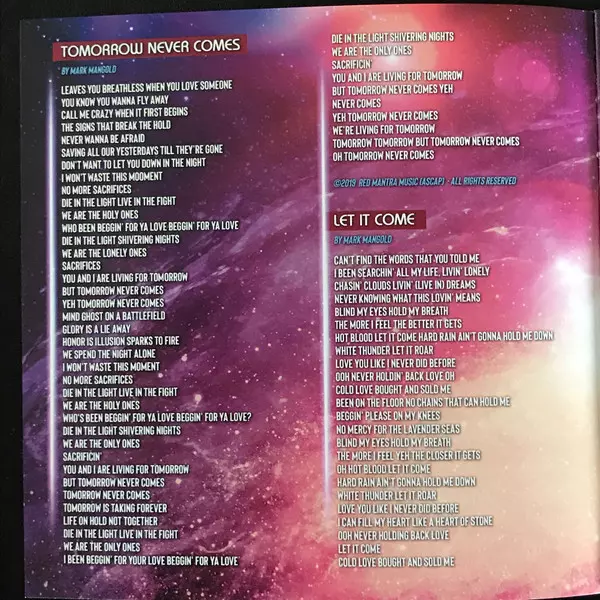 TOMORROW NEVER COMES
BY MARK MANGOLD
LEAVES YOU BREATHLESS WHEN YOU LOVE SOMEONE
YOU KNOW YOU WANNA FLY AWAY
CALL ME CRAZY WHEN IT FIRST BEGINS
THE SIGNS THAT BREAK THE HOLD
NEVER WANNA BE AFRAID
SAVING ALL OUR YESTERDAYS TILL THEY'RE GONE
DON'T WANT TO LET YOU DOWN IN THE NIGHT
I WON'T WASTE THIS MOOMENT
NO MORE SACRIFICES
DIE IN THE LIGHT LIVE IN THE FIGHT
WE ARE THE HOLY ONES
WHO BEEN BEGGIN' FOR YA LOVE BEGGIN' FOR YA LOVE
DIE IN THE LIGHT SHIVERING NIGHTS
WE ARE THE LONELY ONES
SACRIFICES
YOU AND I ARE LIVING FOR TOMORROW
BUT TOMORROW NEVER COMES
YEH TOMORROW NEVER COMES
MIND GHOST ON A BATTLEFIELD
GLORY IS A LIE AWAY
HONOR IS ILLUSION SPARKS TO FIRE
WE SPEND THE NIGHT ALONE
I WON'T WASTE THIS MOMENT
NO MORE SACRIFICES
DIE IN THE LIGHT LIVE IN THE FIGHT
WE ARE THE HOLY ONES
WHO'S BEEN BEGGIN' FOR YA LOVE BEGGIN' FOR YA LOVE?
DIE IN THE LIGHT SHIVERING NIGHTS
WE ARE THE ONLY ONES
SACRIFICIN'
YOU AND I ARE LIVING FOR TOMORROW
BUT TOMORROW NEVER COMES
TOMORROW NEVER COMES
TOMORROW IS TAKING FOREVER
LIFE ON HOLD NOT TOGETHER
DIE IN THE LIGHT LIVE IN THE FIGHT
WE ARE THE ONLY ONES
I BEEN BEGGIN' FOR YOUR LOVE BEGGIN' FOR YA LOVE
DIE IN THE LIGHT SHIVERING NIGHTS
WE ARE THE ONLY ONES
SACRIFICIN'
YOU AND I ARE LIVING FOR TOMORROW
BUT TOMORROW NEVER COMES YEH
NEVER COMES
YEH TOMORROW NEVER COMES
WE'RE LIVING FOR TOMORROW
TOMORROW TOMORROW BUT TOMORROW NEVER COMES
OH TOMORROW NEVER COMES
©2019 RED MANTRA MUSIC (ASCAP) - ALL RIGHTS RESERVED
LET IT COME
BY MARK MANGOLD
CAN'T FIND THE WORDS THAT YOU TOLD ME
I BEEN SEARCHIN' ALL MY LIFE, LIVIN' LONELY
CHASIN' CLOUDS LIVIN' (LIVE IN) DREAMS
NEVER KNOWING WHAT THIS LOVIN' MEANS
BLIND MY EYES HOLD MY BREATH
THE MORE I FEEL THE BETTER IT GETS
HOT BLOOD LET IT COME HARD RAIN AIN'T GONNA HOLD ME DOWN
WHITE THUNDER LET IT ROAR
LOVE YOU LIKE I NEVER DID BEFORE
OOH NEVER HOLDIN' BACK LOVE OH
COLD LOVE BOUGHT AND SOLD ME
BEEN ON THE FLOOR NO CHAINS THAT CAN HOLD ME
BEGGIN' PLEASE ON MY KNEES
NO MERCY FOR THE LAVENDER SEAS
BLIND MY EYES HOLD MY BREATH
THE MORE I FEEL YEH THE CLOSER IT GETS
OH HOT BLOOD LET IT COME
HARD RAIN AIN'T GONNA HOLD ME DOWN
WHITE THUNDER LET IT ROAR
LOVE YOU LIKE I NEVER DID BEFORE
I CAN FILL MY HEART LIKE A HEART OF STONE
OOH NEVER HOLDING BACK LOVE
LET IT COME
COLD LOVE BOUGHT AND SOLD ME